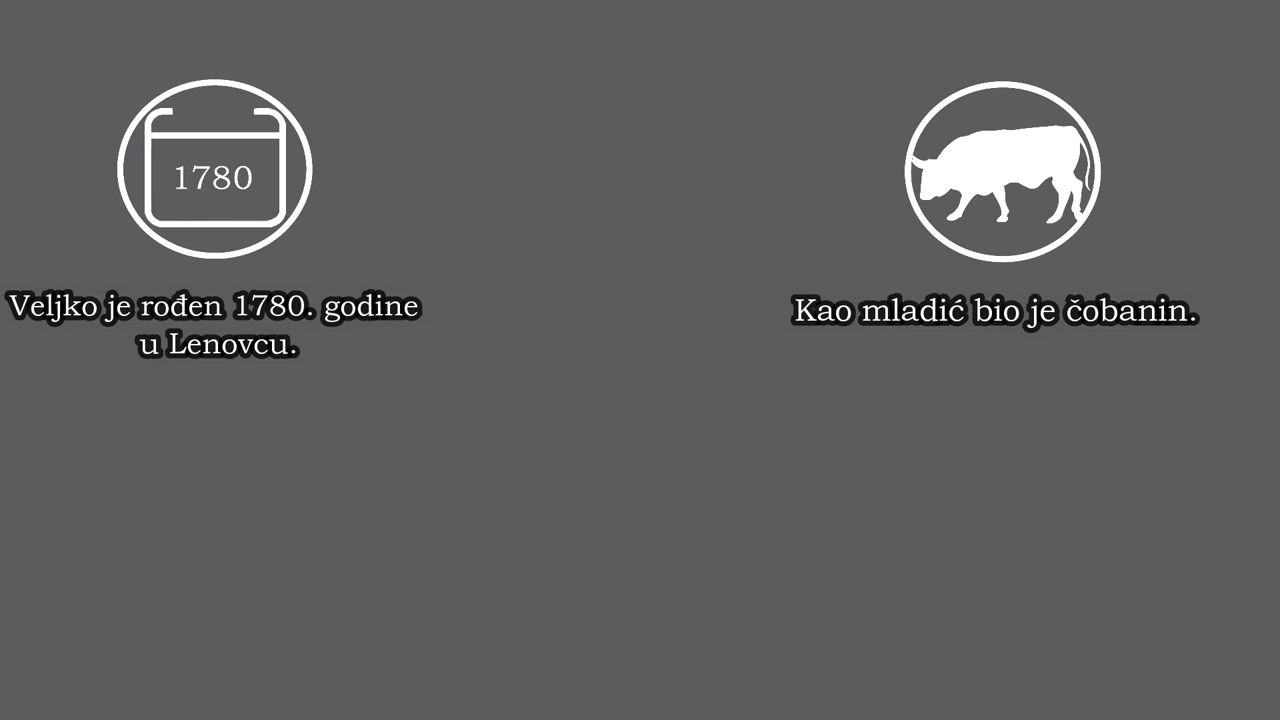 1780
Veljko je rođen 1780. godine
u Lenovcu.
Kao mladić bio je čobanin.